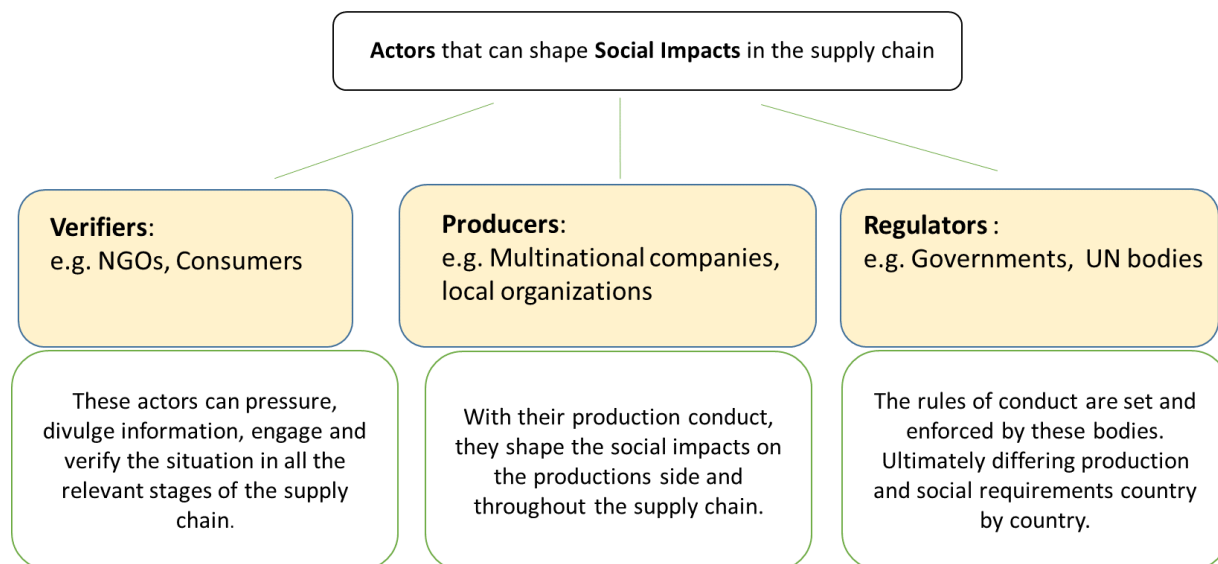 Actors that can shape Social Impacts in the supply chain
Verifiers:
e.g. NGOs, Consumers
These actors can pressure,
divulge information, engage and
verify the situation in all the
relevant stages of the supply
chain.
Producers:
e.g. Multinational companies,
local organizations
With their production conduct,
they shape the social impacts on
the productions side and
throughout the supply chain.
Regulators :
e.g. Governments, UN bodies
The rules of conduct are set and
enforced by these bodies.
Ultimately differing production
and social requirements country
by country.